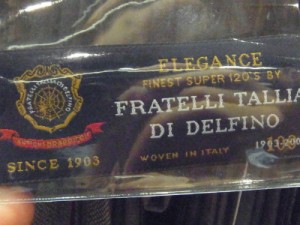 ELEGANCE
FINEST SUPER 120'S BY
FRATELLI TALLIA
DI DELFINO
SINCE 1903
WOVEN IN ITALY